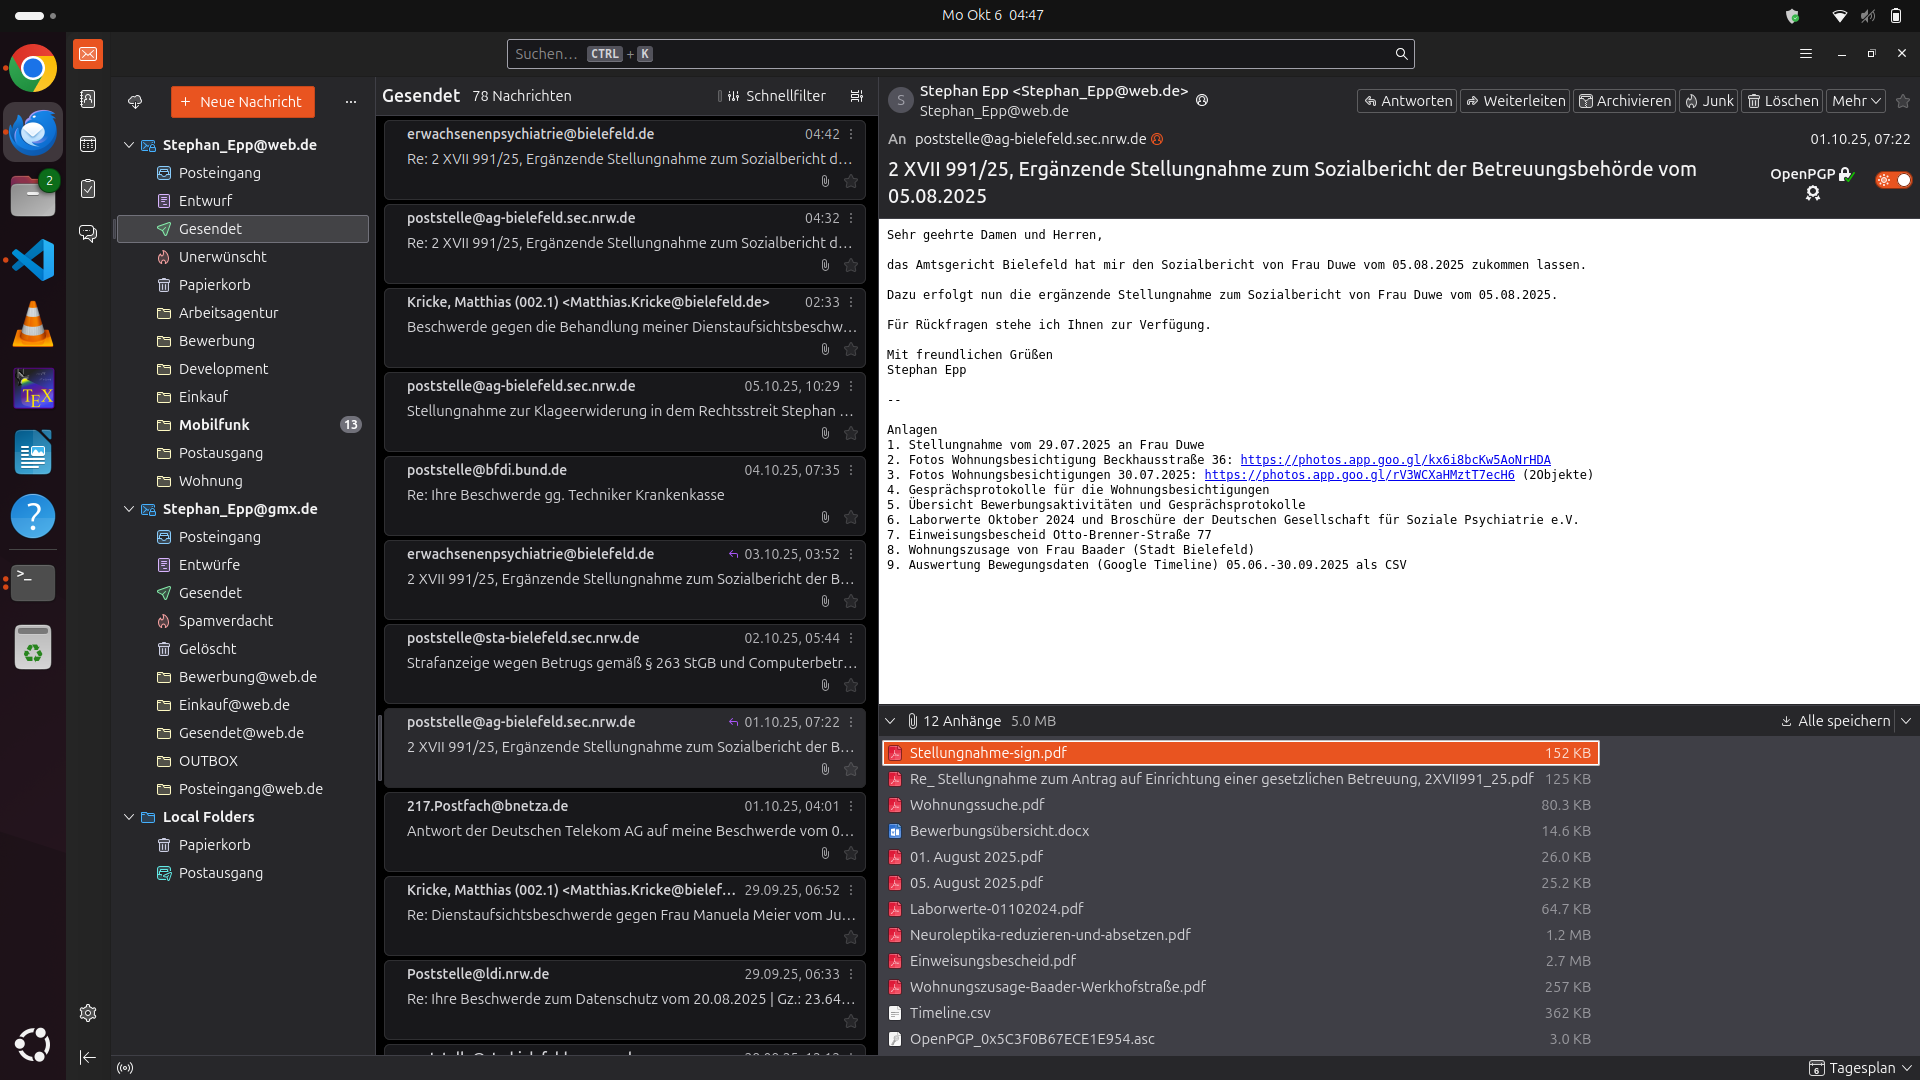 Mo Okt 6 04:47
Suchen… CTRL + K
Neue Nachricht
Stephan_Epp@web.de
Posteingang
Entwurf
Gesendet
Unerwünscht
Papierkorb
Arbeitsagentur
Bewerbung
Development
Einkauf
Mobilfunk 13
Postausgang
Wohnung
Stephan_Epp@gmx.de
Posteingang
Entwürfe
Gesendet
Spamverdacht
Gelöscht
Bewerbung@web.de
Einkauf@web.de
Gesendet@web.de
OUTBOX
Posteingang@web.de
Local Folders
Papierkorb
Postausgang
2
TEX
?
>_
Gesendet 78 Nachrichten Schnellfilter
erwachsenenpsychiatrie@bielefeld.de 04:42
Re: 2 XVII 991/25, Ergänzende Stellungnahme zum Sozialbericht d…
poststelle@ag-bielefeld.sec.nrw.de 04:32
Re: 2 XVII 991/25, Ergänzende Stellungnahme zum Sozialbericht d…
Kricke, Matthias (002.1) <Matthias.Kricke@bielefeld.de> 02:33
Beschwerde gegen die Behandlung meiner Dienstaufsichtsbeschw…
poststelle@ag-bielefeld.sec.nrw.de 05.10.25, 10:29
Stellungnahme zur Klageerwiderung in dem Rechtsstreit Stephan …
poststelle@bfdi.bund.de 04.10.25, 07:35
Re: Ihre Beschwerde gg. Techniker Krankenkasse
erwachsenenpsychiatrie@bielefeld.de 03.10.25, 03:52
2 XVII 991/25, Ergänzende Stellungnahme zum Sozialbericht der B…
poststelle@sta-bielefeld.sec.nrw.de 02.10.25, 05:44
Strafanzeige wegen Betrugs gemäß § 263 StGB und Computerbetr…
poststelle@ag-bielefeld.sec.nrw.de 01.10.25, 07:22
2 XVII 991/25, Ergänzende Stellungnahme zum Sozialbericht der B…
217.Postfach@bnetza.de 01.10.25, 04:01
Antwort der Deutschen Telekom AG auf meine Beschwerde vom 0…
Kricke, Matthias (002.1) <Matthias.Kricke@bielef… 29.09.25, 06:52
Re: Dienstaufsichtsbeschwerde gegen Frau Manuela Meier vom Ju…
Poststelle@ldi.nrw.de 29.09.25, 06:33
Re: Ihre Beschwerde zum Datenschutz vom 20.08.2025 | Gz.: 23.64…
S
Stephan Epp <Stephan_Epp@web.de>
Stephan_Epp@web.de
Antworten Weiterleiten Archivieren Junk Löschen Mehr
An poststelle@ag-bielefeld.sec.nrw.de 01.10.25, 07:22
2 XVII 991/25, Ergänzende Stellungnahme zum Sozialbericht der Betreuungsbehörde vom
05.08.2025
OpenPGP
Sehr geehrte Damen und Herren,
das Amtsgericht Bielefeld hat mir den Sozialbericht von Frau Duwe vom 05.08.2025 zukommen lassen.
Dazu erfolgt nun die ergänzende Stellungnahme zum Sozialbericht von Frau Duwe vom 05.08.2025.
Für Rückfragen stehe ich Ihnen zur Verfügung.
Mit freundlichen Grüßen
Stephan Epp
--
Anlagen
1. Stellungnahme vom 29.07.2025 an Frau Duwe
2. Fotos Wohnungsbesichtigung Beckhausstraße 36: https://photos.app.goo.gl/kx6i8bcKw5AoNrHDA
3. Fotos Wohnungsbesichtigungen 30.07.2025: https://photos.app.goo.gl/rV3WCXaHMztT7ecH6 (2Objekte)
4. Gesprächsprotokolle für die Wohnungsbesichtigungen
5. Übersicht Bewerbungsaktivitäten und Gesprächsprotokolle
6. Laborwerte Oktober 2024 und Broschüre der Deutschen Gesellschaft für Soziale Psychiatrie e.V.
7. Einweisungsbescheid Otto-Brenner-Straße 77
8. Wohnungszusage von Frau Baader (Stadt Bielefeld)
9. Auswertung Bewegungsdaten (Google Timeline) 05.06.-30.09.2025 als CSV
12 Anhänge 5.0 MB Alle speichern
Stellungnahme-sign.pdf 152 KB
Re_ Stellungnahme zum Antrag auf Einrichtung einer gesetzlichen Betreuung, 2XVII991_25.pdf 125 KB
Wohnungssuche.pdf 80.3 KB
Bewerbungsübersicht.docx 14.6 KB
01. August 2025.pdf 26.0 KB
05. August 2025.pdf 25.2 KB
Laborwerte-01102024.pdf 64.7 KB
Neuroleptika-reduzieren-und-absetzen.pdf 1.2 MB
Einweisungsbescheid.pdf 2.7 MB
Wohnungszusage-Baader-Werkhofstraße.pdf 257 KB
Timeline.csv 362 KB
OpenPGP_0x5C3F0B67ECE1E954.asc 3.0 KB
6 Tagesplan